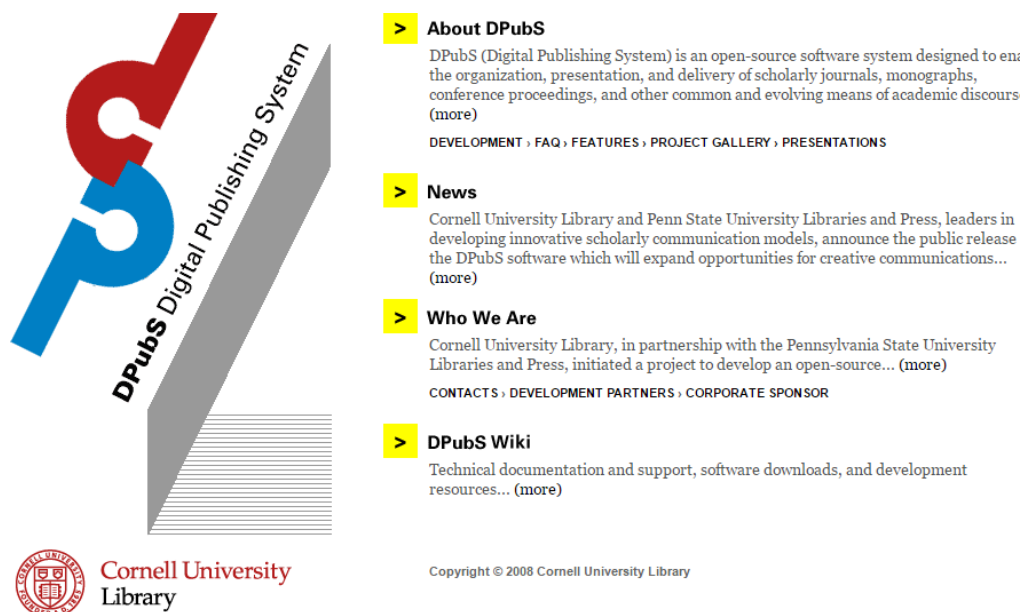 DPubS Digital Publishing System
> About DPubS
DPubS (Digital Publishing System) is an open-source software system designed to ena
the organization, presentation, and delivery of scholarly journals, monographs,
conference proceedings, and other common and evolving means of academic discours
(more)
DEVELOPMENT › FAQ › FEATURES › PROJECT GALLERY › PRESENTATIONS
> News
Cornell University Library and Penn State University Libraries and Press, leaders in
developing innovative scholarly communication models, announce the public release
the DPubS software which will expand opportunities for creative communications...
(more)
> Who We Are
Cornell University Library, in partnership with the Pennsylvania State University
Libraries and Press, initiated a project to develop an open-source... (more)
CONTACTS › DEVELOPMENT PARTNERS › CORPORATE SPONSOR
> DPubS Wiki
Technical documentation and support, software downloads, and development
resources... (more)
Cornell University
Library
Copyright © 2008 Cornell University Library